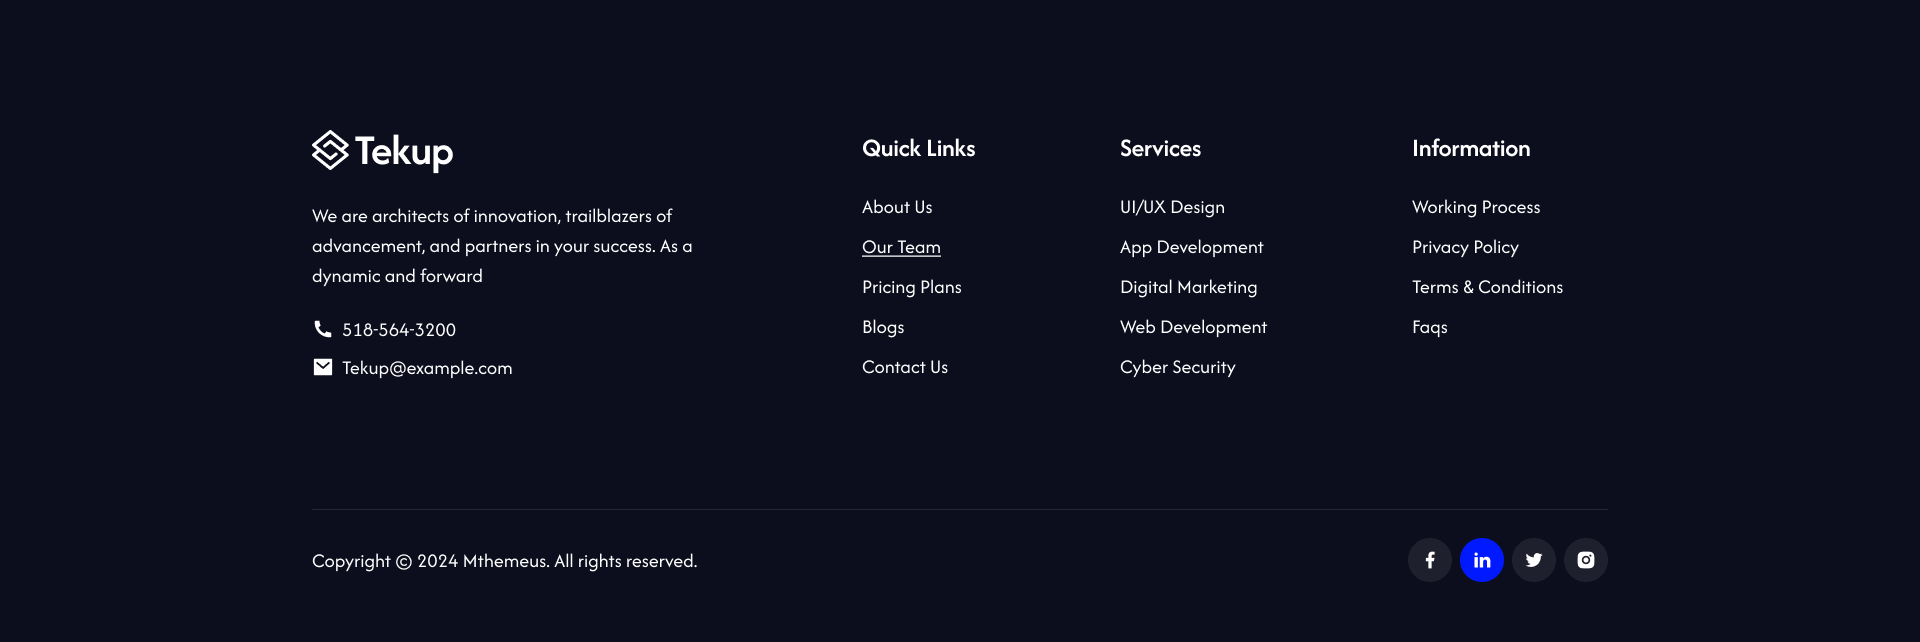 Tekup
We are architects of innovation, trailblazers of
advancement, and partners in your success. As a
dynamic and forward
518-564-3200
Tekup@example.com
Quick Links
About Us
Our Team
Pricing Plans
Blogs
Contact Us
Services
UI/UX Design
App Development
Digital Marketing
Web Development
Cyber Security
Information
Working Process
Privacy Policy
Terms & Conditions
Faqs
Copyright © 2024 Mthemeus. All rights reserved.